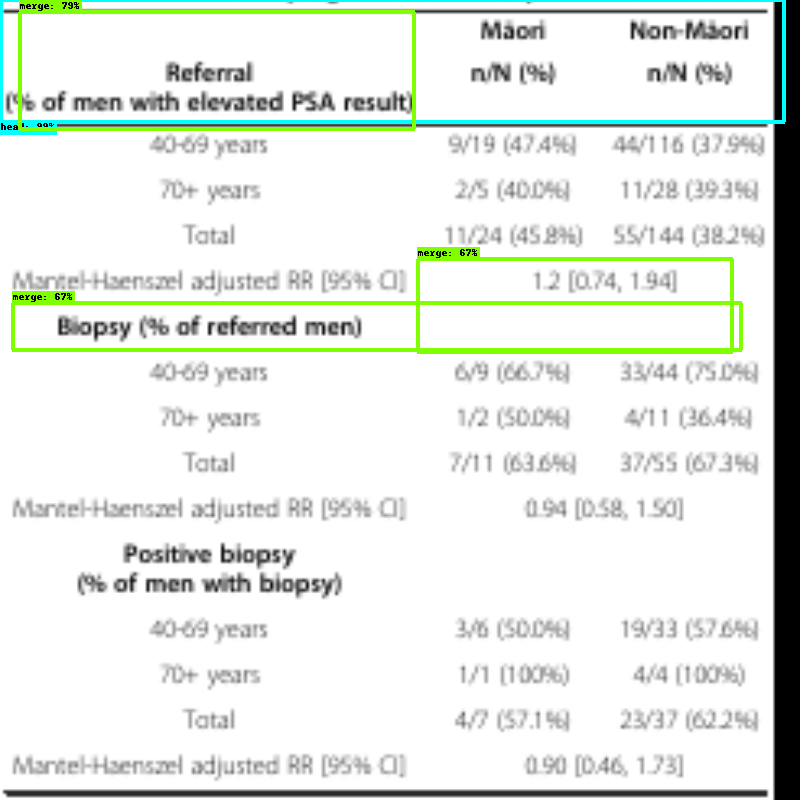 merge: 79%
Māori Non-Māori
Referral n/N (%) n/N (%)
(% of men with elevated PSA result)
40-69 years 9/19 (47.4%) 44/116 (37.9%)
70+ years 2/5 (40.0%) 11/28 (39.3%)
Total 11/24 (45.8%) 55/144 (38.2%)
merge: 67%
Mantel-Haenszel adjusted RR [95% CI] 1.2 [0.74, 1.94]
merge: 67%
Biopsy (% of referred men)
40-69 years 6/9 (66.7%) 33/44 (75.0%)
70+ years 1/2 (50.0%) 4/11 (36.4%)
Total 7/11 (63.6%) 37/55 (67.3%)
Mantel-Haenszel adjusted RR [95% CI] 0.94 [0.58, 1.50]
Positive biopsy
(% of men with biopsy)
40-69 years 3/6 (50.0%) 19/33 (57.6%)
70+ years 1/1 (100%) 4/4 (100%)
Total 4/7 (57.1%) 23/37 (62.2%)
Mantel-Haenszel adjusted RR [95% CI] 0.90 [0.46, 1.73]